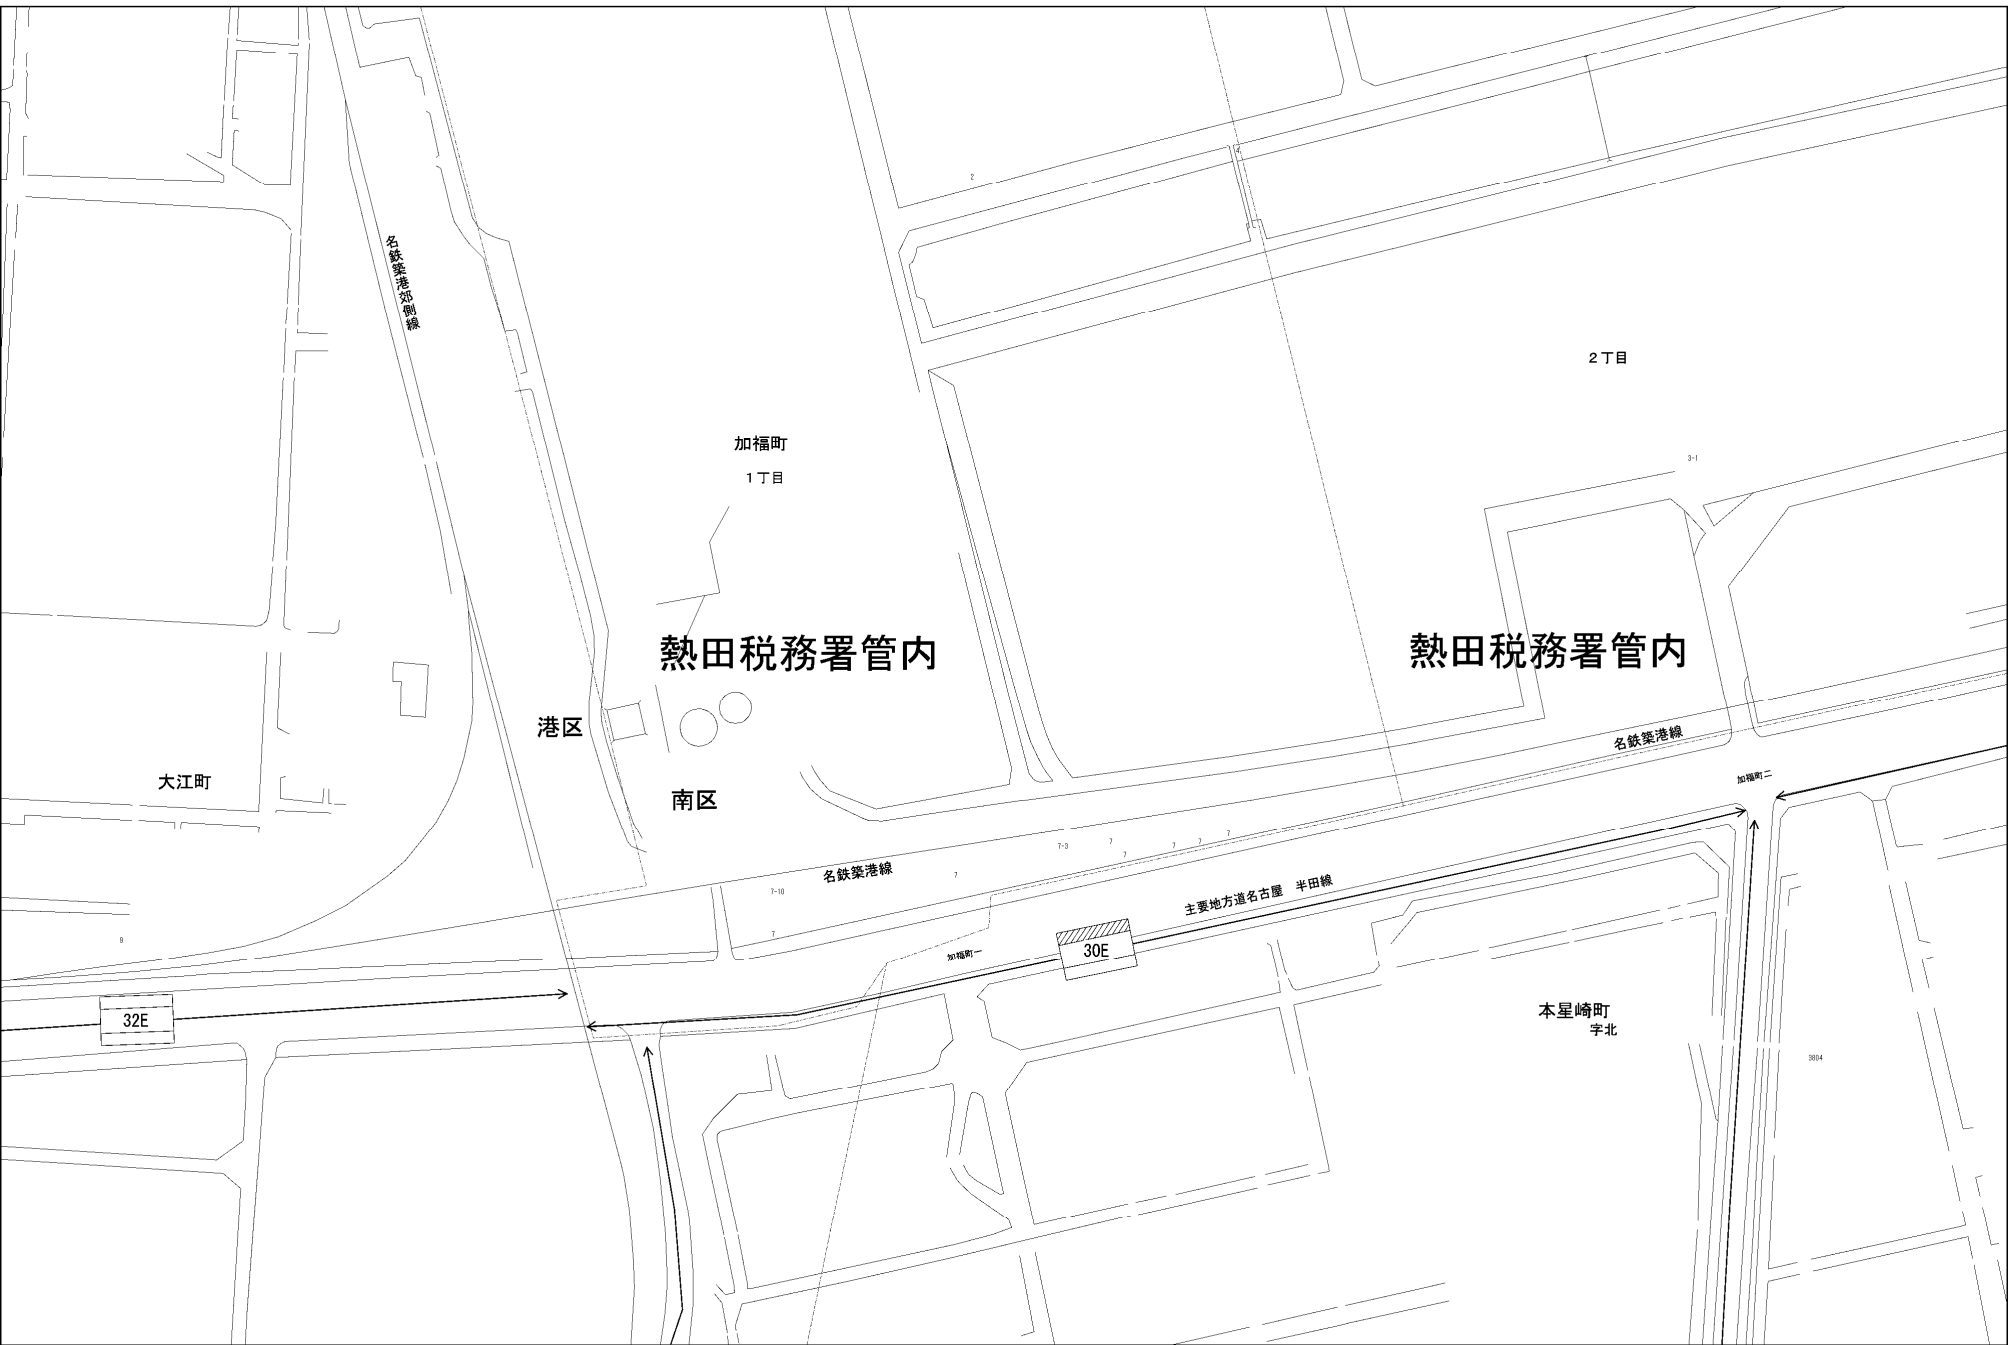 4
2
名鉄築港郊側線
2丁目
加福町
1丁目
3-1
熱田税務署管内
熱田税務署管内
港区
名鉄築港線
大江町
加福町二
南区
7
7
7
7-3
7
7
名鉄築港線
7
7-10
主要地方道名古屋 半田線
7
9
30E
加福町一
本星崎町
字北
32E
3804